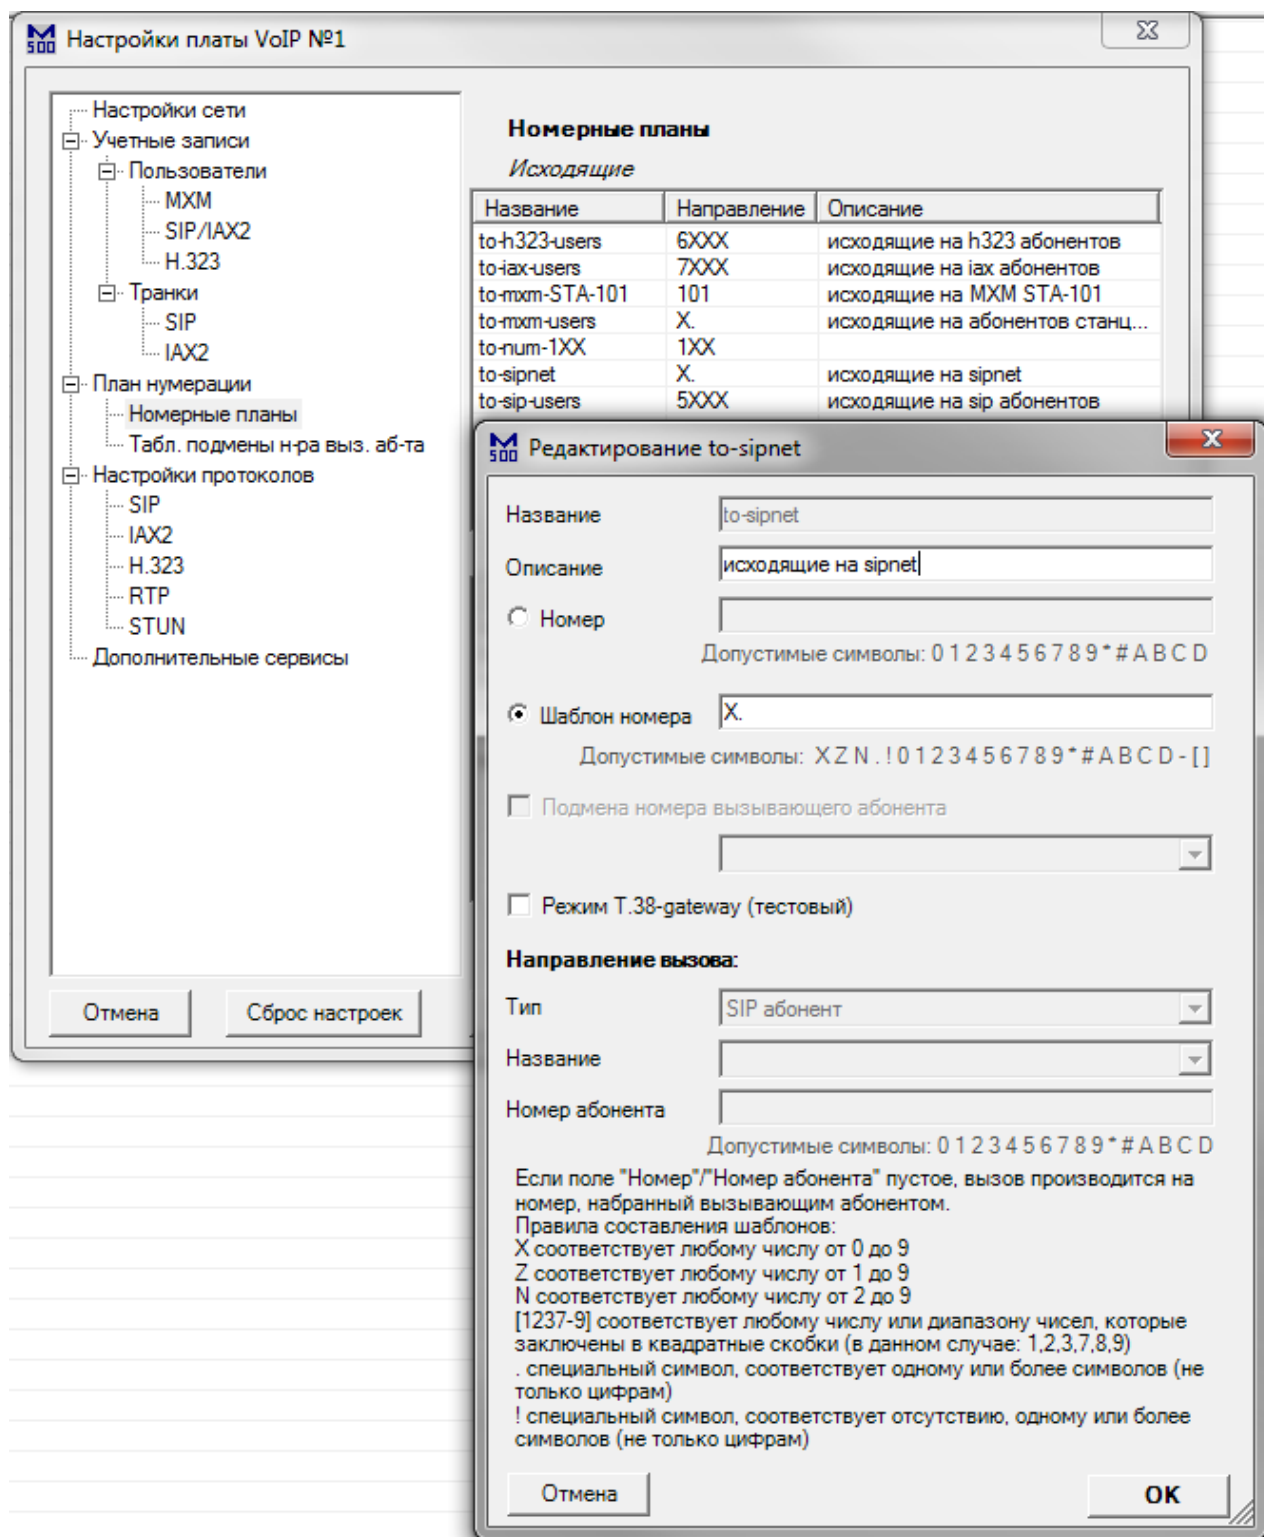 M 500 Настройки платы VoIP №1
Настройки сети
Учетные записи
Пользователи
MXM
SIP/IAX2
H.323
Транки
SIP
IAX2
План нумерации
Номерные планы
Табл. подмены н-ра выз. аб-та
Настройки протоколов
SIP
IAX2
H.323
RTP
STUN
Дополнительные сервисы
Отмена Сброс настроек
Номерные планы
Исходящие
Название Направление Описание
to-h323-users 6XXX исходящие на h323 абонентов
to-iax-users 7XXX исходящие на iax абонентов
to-mxm-STA-101 101 исходящие на MXM STA-101
to-mxm-users X. исходящие на абонентов станц...
to-num-1XX 1XX
to-sipnet X. исходящие на sipnet
to-sip-users 5XXX исходящие на sip абонентов
M 500 Редактирование to-sipnet
Название to-sipnet
Описание исходящие на sipnet
Номер
Допустимые символы: 0 1 2 3 4 5 6 7 8 9 * # A B C D
Шаблон номера X.
Допустимые символы: X Z N . ! 0 1 2 3 4 5 6 7 8 9 * # A B C D - [ ]
Подмена номера вызывающего абонента
Режим T.38-gateway (тестовый)
Направление вызова:
Тип SIP абонент
Название
Номер абонента
Допустимые символы: 0 1 2 3 4 5 6 7 8 9 * # A B C D
Если поле "Номер"/"Номер абонента" пустое, вызов производится на
номер, набранный вызывающим абонентом.
Правила составления шаблонов:
X соответствует любому числу от 0 до 9
Z соответствует любому числу от 1 до 9
N соответствует любому числу от 2 до 9
[1237-9] соответствует любому числу или диапазону чисел, которые
заключены в квадратные скобки (в данном случае: 1,2,3,7,8,9)
. специальный символ, соответствует одному или более символов (не
только цифрам)
! специальный символ, соответствует отсутствию, одному или более
символов (не только цифрам)
Отмена OK